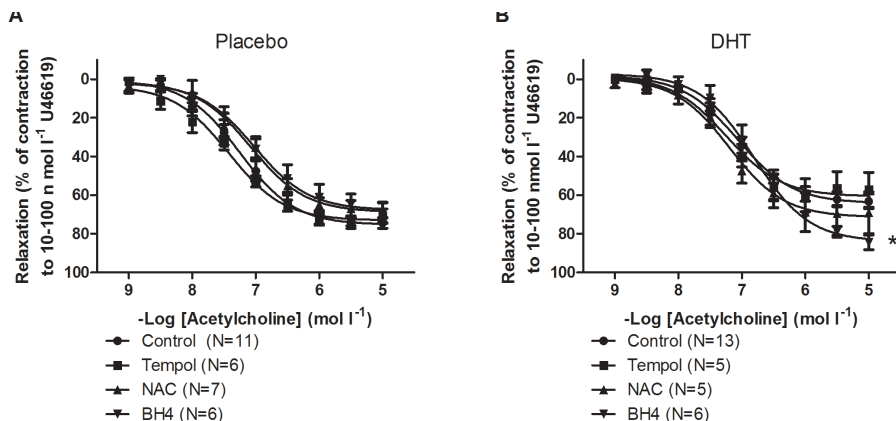 A
Placebo
Relaxation (% of contraction
to 10-100 n mol l⁻¹ U46619)
0
20
40
60
80
100
9 8 7 6 5
-Log [Acetylcholine] (mol l⁻¹)
Control (N=11)
Tempol (N=6)
NAC (N=7)
BH4 (N=6)
B
DHT
Relaxation (% of contraction
to 10-100 nmol l⁻¹ U46619)
0
20
40
60
80
100
*
9 8 7 6 5
-Log [Acetylcholine] (mol l⁻¹)
Control (N=13)
Tempol (N=5)
NAC (N=5)
BH4 (N=6)